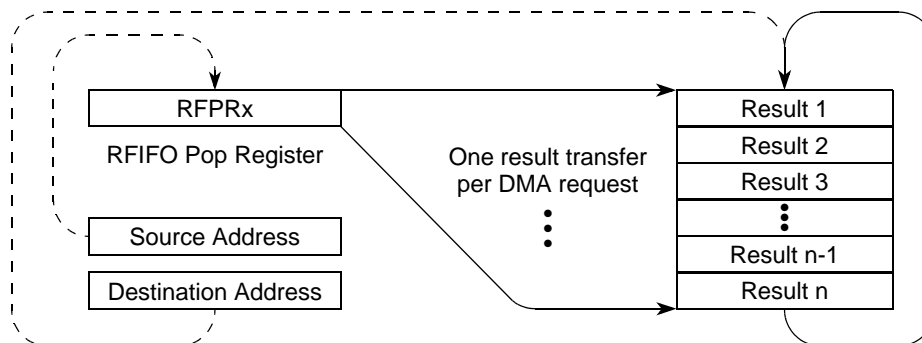 RFPRx
RFIFO Pop Register
Source Address
Destination Address
One result transfer
per DMA request
Result 1
Result 2
Result 3
Result n-1
Result n